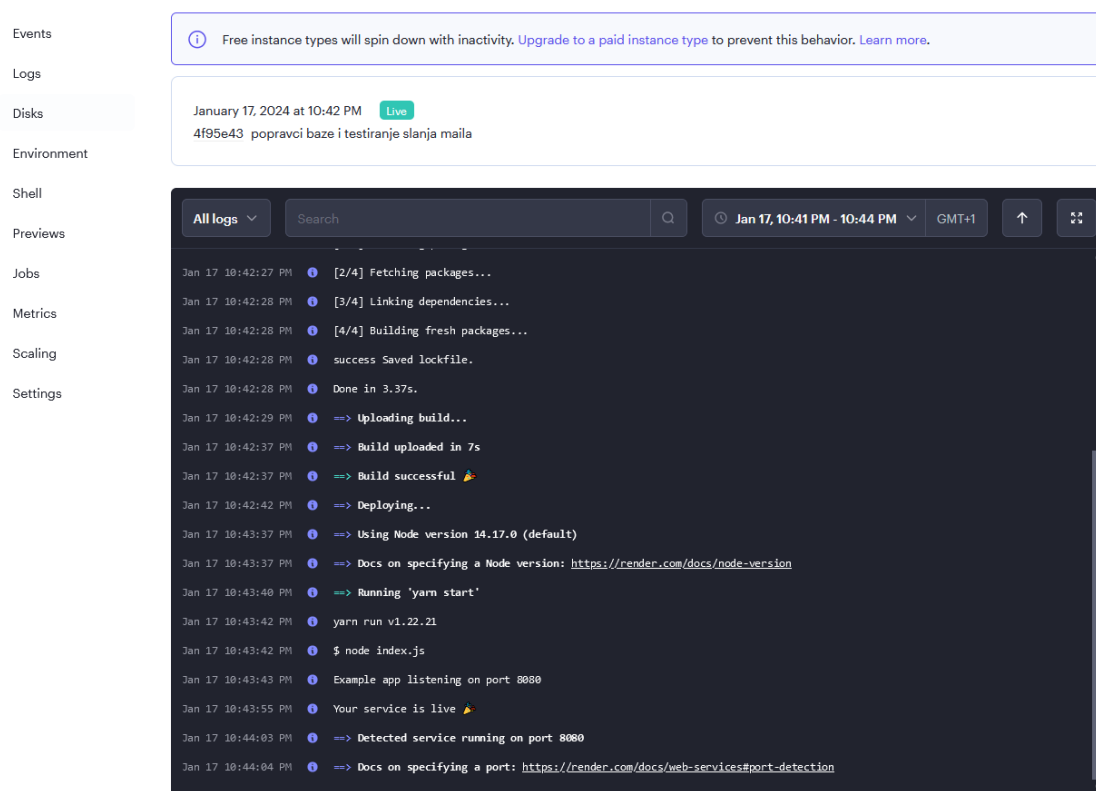 Events
Logs
Disks
Environment
Shell
Previews
Jobs
Metrics
Scaling
Settings
Free instance types will spin down with inactivity. Upgrade to a paid instance type to prevent this behavior. Learn more.
January 17, 2024 at 10:42 PM Live
4f95e43 popravci baze i testiranje slanja maila
All logs Search Jan 17, 10:41 PM - 10:44 PM GMT+1
Jan 17 10:42:27 PM [2/4] Fetching packages...
Jan 17 10:42:28 PM [3/4] Linking dependencies...
Jan 17 10:42:28 PM [4/4] Building fresh packages...
Jan 17 10:42:28 PM success Saved lockfile.
Jan 17 10:42:28 PM Done in 3.37s.
Jan 17 10:42:29 PM ==> Uploading build...
Jan 17 10:42:37 PM ==> Build uploaded in 7s
Jan 17 10:42:37 PM ==> Build successful 🎉
Jan 17 10:42:42 PM ==> Deploying...
Jan 17 10:43:37 PM ==> Using Node version 14.17.0 (default)
Jan 17 10:43:37 PM ==> Docs on specifying a Node version: https://render.com/docs/node-version
Jan 17 10:43:40 PM ==> Running 'yarn start'
Jan 17 10:43:42 PM yarn run v1.22.21
Jan 17 10:43:42 PM $ node index.js
Jan 17 10:43:43 PM Example app listening on port 8080
Jan 17 10:43:55 PM Your service is live 🎉
Jan 17 10:44:03 PM ==> Detected service running on port 8080
Jan 17 10:44:04 PM ==> Docs on specifying a port: https://render.com/docs/web-services#port-detection